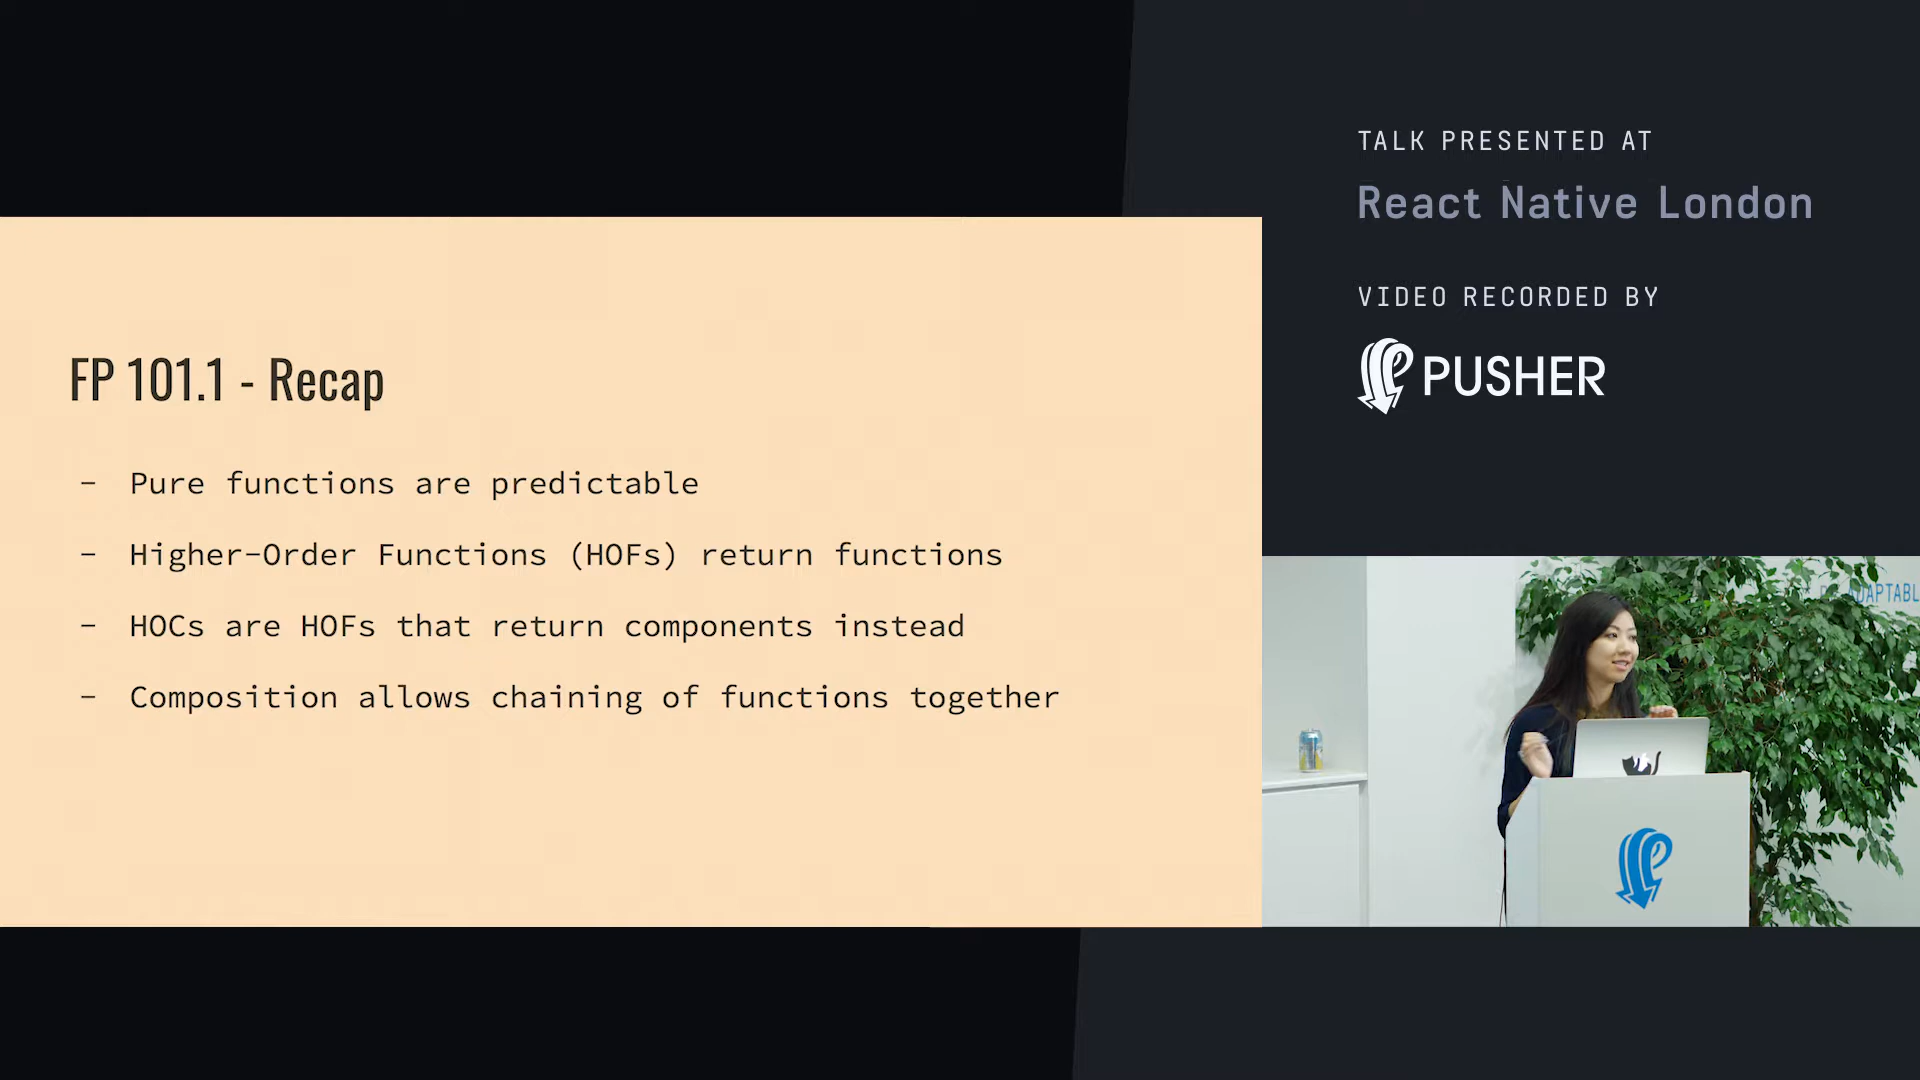 TALK PRESENTED AT
React Native London
VIDEO RECORDED BY
PUSHER
FP 101.1 - Recap
- Pure functions are predictable
- Higher-Order Functions (HOFs) return functions
- HOCs are HOFs that return components instead
- Composition allows chaining of functions together
ADAPTABL